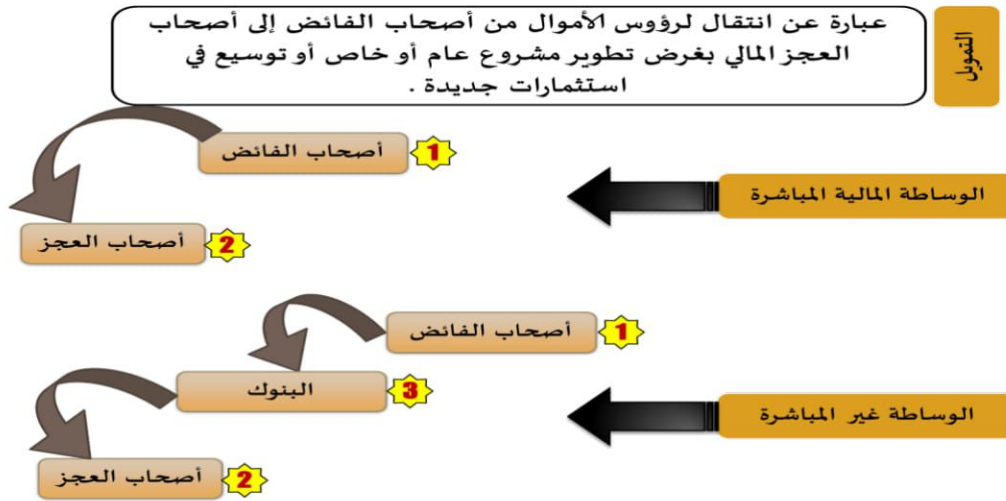 التمويل
عبارة عن انتقال لرؤوس الأموال من أصحاب الفائض إلى أصحاب
العجز المالي بغرض تطوير مشروع عام أو خاص أو توسيع في
استثمارات جديدة .
الوساطة المالية المباشرة
1 أصحاب الفائض
2 أصحاب العجز
الوساطة غير المباشرة
1 أصحاب الفائض
3 البنوك
2 أصحاب العجز